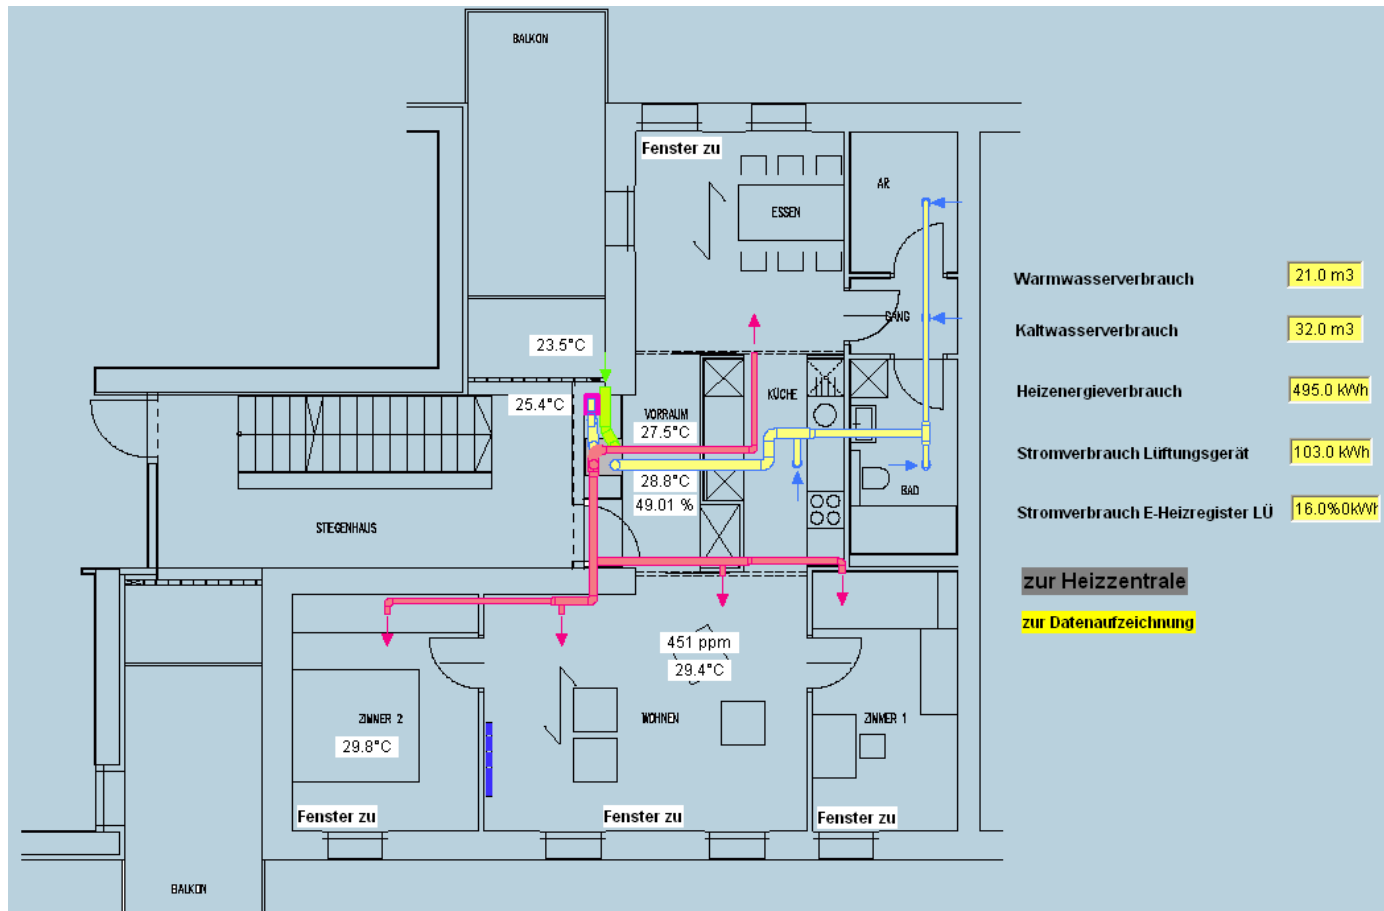 BALKON
Fenster zu
AR
ESSEN
GANG
23.5°C
25.4°C
VORRAUM
27.5°C
KÜCHE
28.8°C
49.01 %
BAD
STIEGENHAUS
451 ppm
29.4°C
ZIMMER 2
29.8°C
WOHNEN
ZIMMER 1
Fenster zu
Fenster zu
Fenster zu
BALKON
Warmwasserverbrauch 21.0 m3
Kaltwasserverbrauch 32.0 m3
Heizenergieverbrauch 495.0 kWh
Stromverbrauch Lüftungsgerät 103.0 kWh
Stromverbrauch E-Heizregister LÜ 16.0%0kWh
zur Heizzentrale
zur Datenaufzeichnung